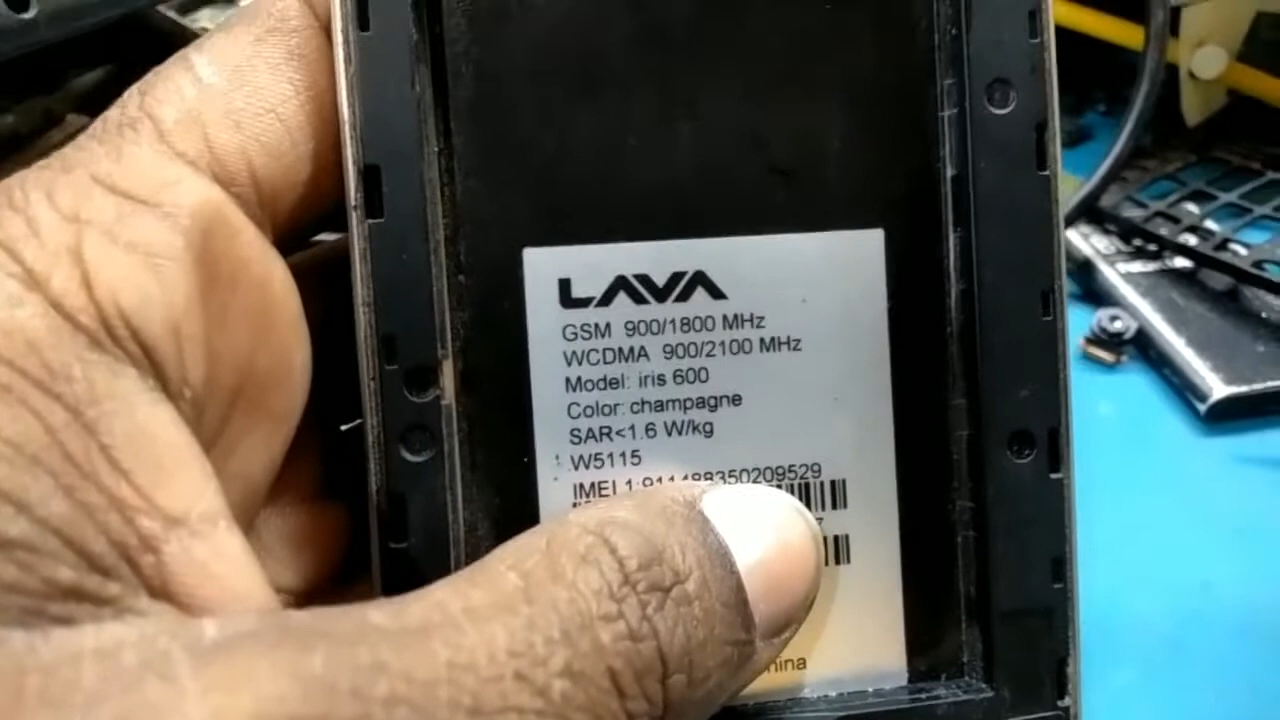 LAVA
GSM 900/1800 MHz
WCDMA 900/2100 MHz
Model: iris 600
Color: champagne
SAR<1.6 W/kg
W5115
IMEI 1:911488350209529